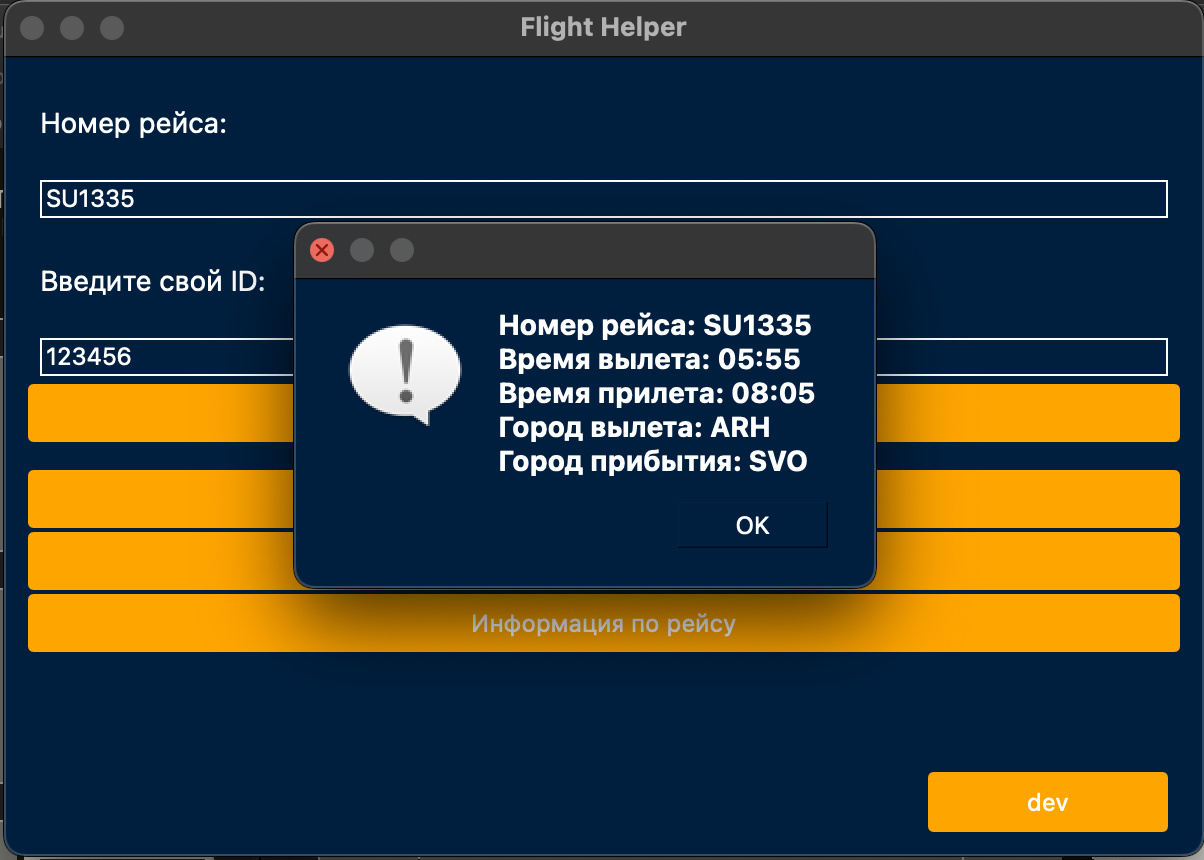 Flight Helper
Номер рейса:
SU1335
Введите свой ID:
123456
Номер рейса: SU1335
Время вылета: 05:55
Время прилета: 08:05
Город вылета: ARH
Город прибытия: SVO
OK
Информация по рейсу
dev